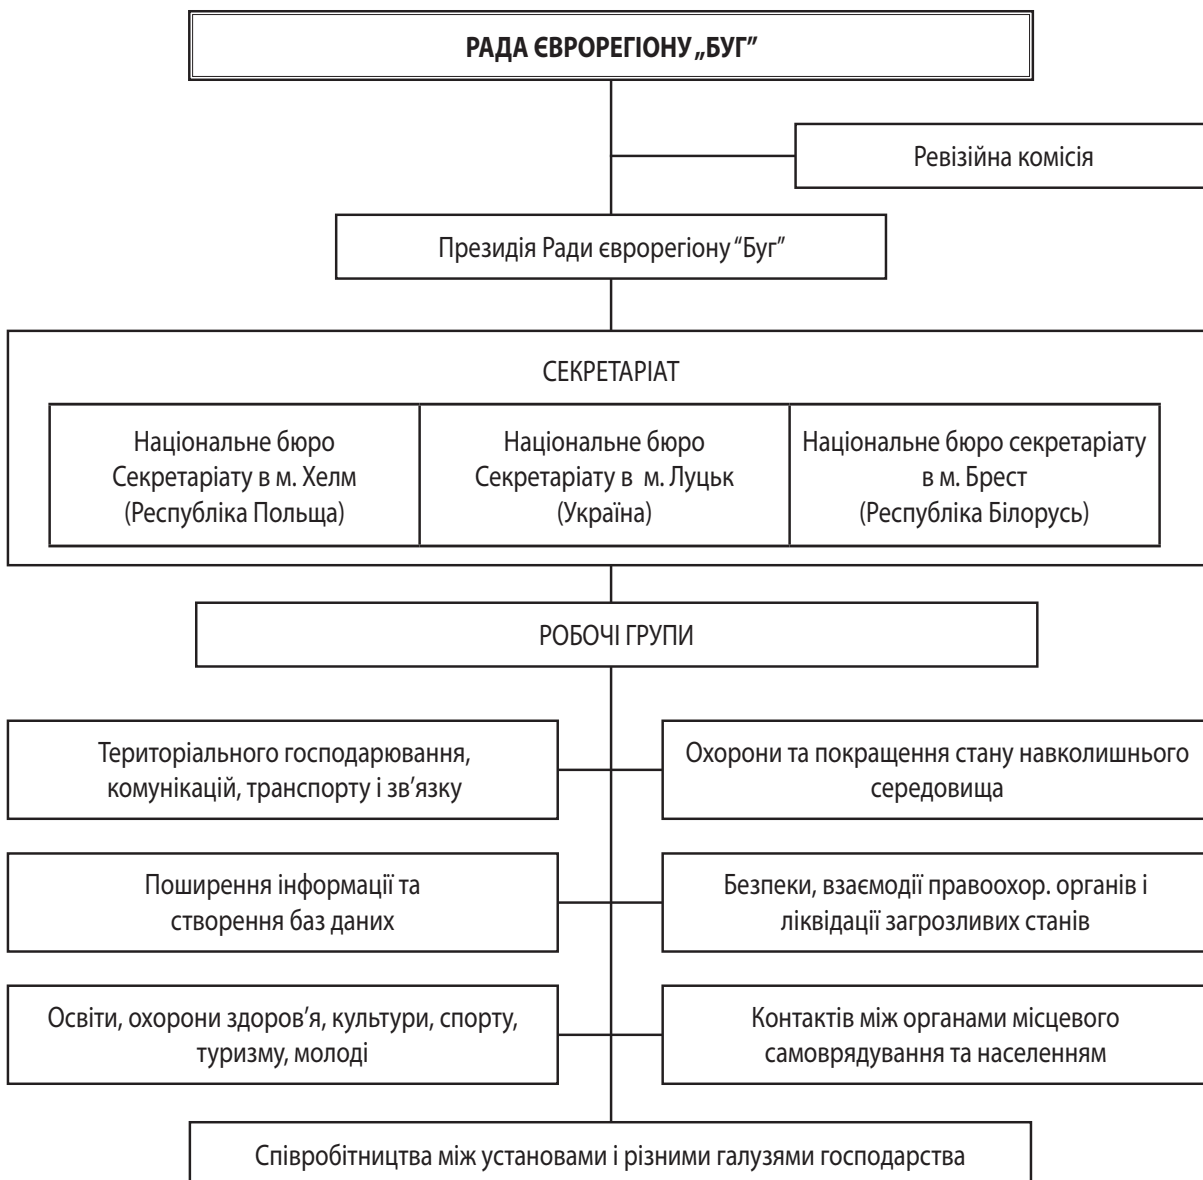 РАДА ЄВРОРЕГІОНУ „БУГ”
Ревізійна комісія
Президія Ради єврорегіону “Буг”
СЕКРЕТАРІАТ
Національне бюро
Секретаріату в м. Хелм
(Республіка Польща)
Національне бюро
Секретаріату в м. Луцьк
(Україна)
Національне бюро секретаріату
в м. Брест
(Республіка Білорусь)
РОБОЧІ ГРУПИ
Територіального господарювання,
комунікацій, транспорту і зв’язку
Охорони та покращення стану навколишнього
середовища
Поширення інформації та
створення баз даних
Безпеки, взаємодії правоохор. органів і
ліквідації загрозливих станів
Освіти, охорони здоров’я, культури, спорту,
туризму, молоді
Контактів між органами місцевого
самоврядування та населенням
Співробітництва між установами і різними галузями господарства